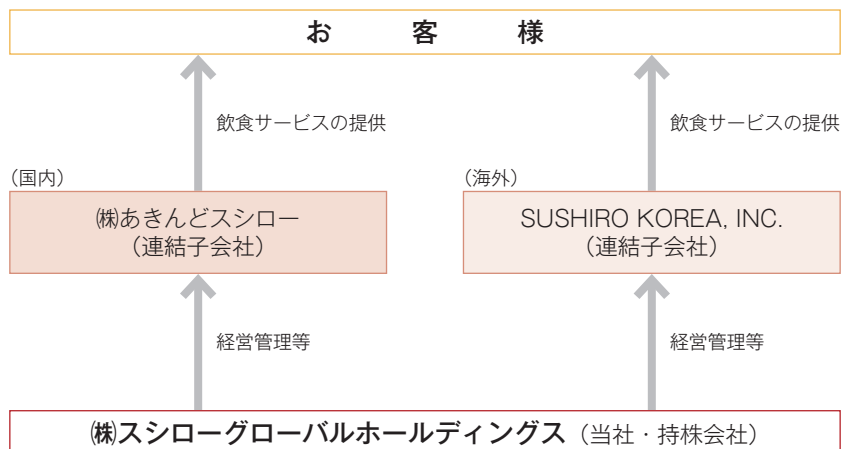 お客様
飲食サービスの提供
飲食サービスの提供
（国内）
（海外）
㈱あきんどスシロー
（連結子会社）
SUSHIRO KOREA, INC.
（連結子会社）
経営管理等
経営管理等
㈱スシローグローバルホールディングス（当社・持株会社）